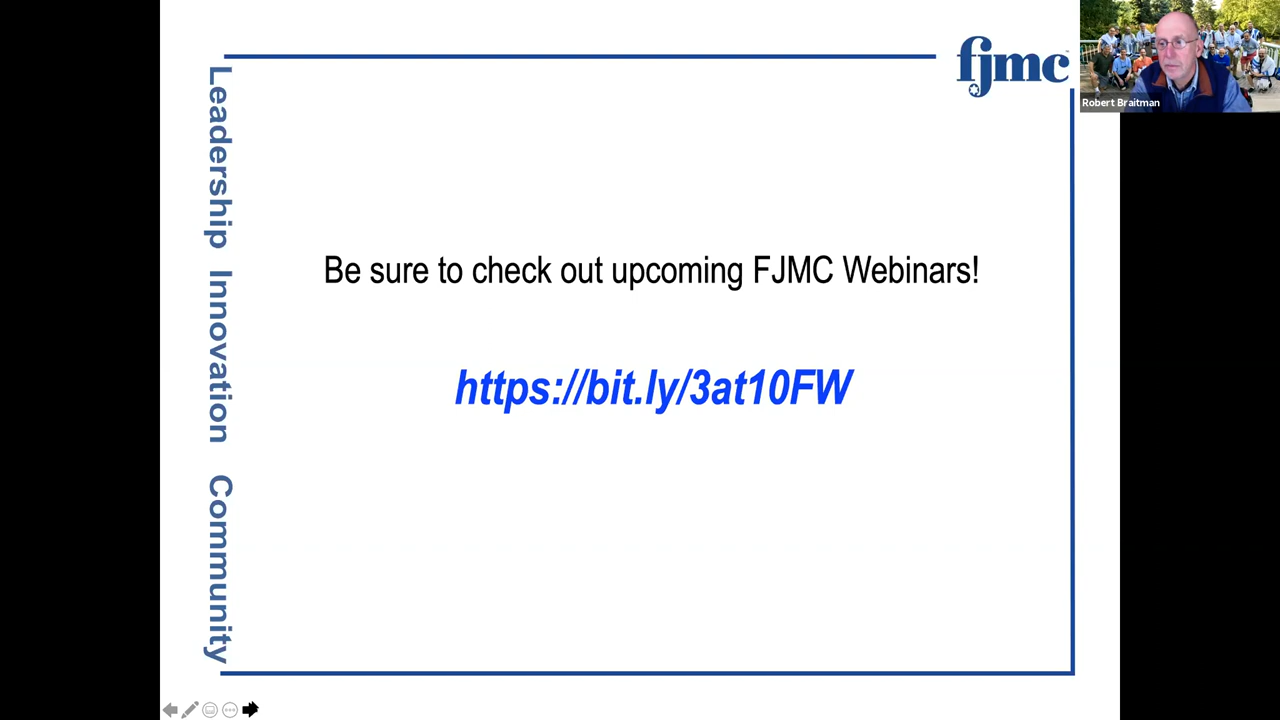 fjmc
Robert Braitman
Leadership Innovation Community
Be sure to check out upcoming FJMC Webinars!
https://bit.ly/3at10FW